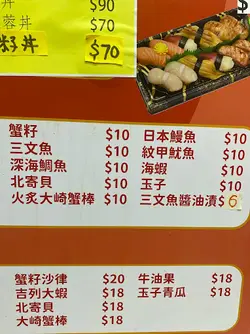 丼 $90
蓉丼 $70
籽丼 $70
蟹籽 $10
三文魚 $10
深海鯛魚 $10
北寄貝 $10
火炙大崎蟹棒 $10
日本鰻魚 $10
紋甲魷魚 $10
海蝦 $10
玉子 $10
三文魚醬油漬 $6
蟹籽沙律 $20
吉列大蝦 $18
北寄貝 $18
大崎蟹棒 $18
牛油果 $18
玉子青瓜 $18